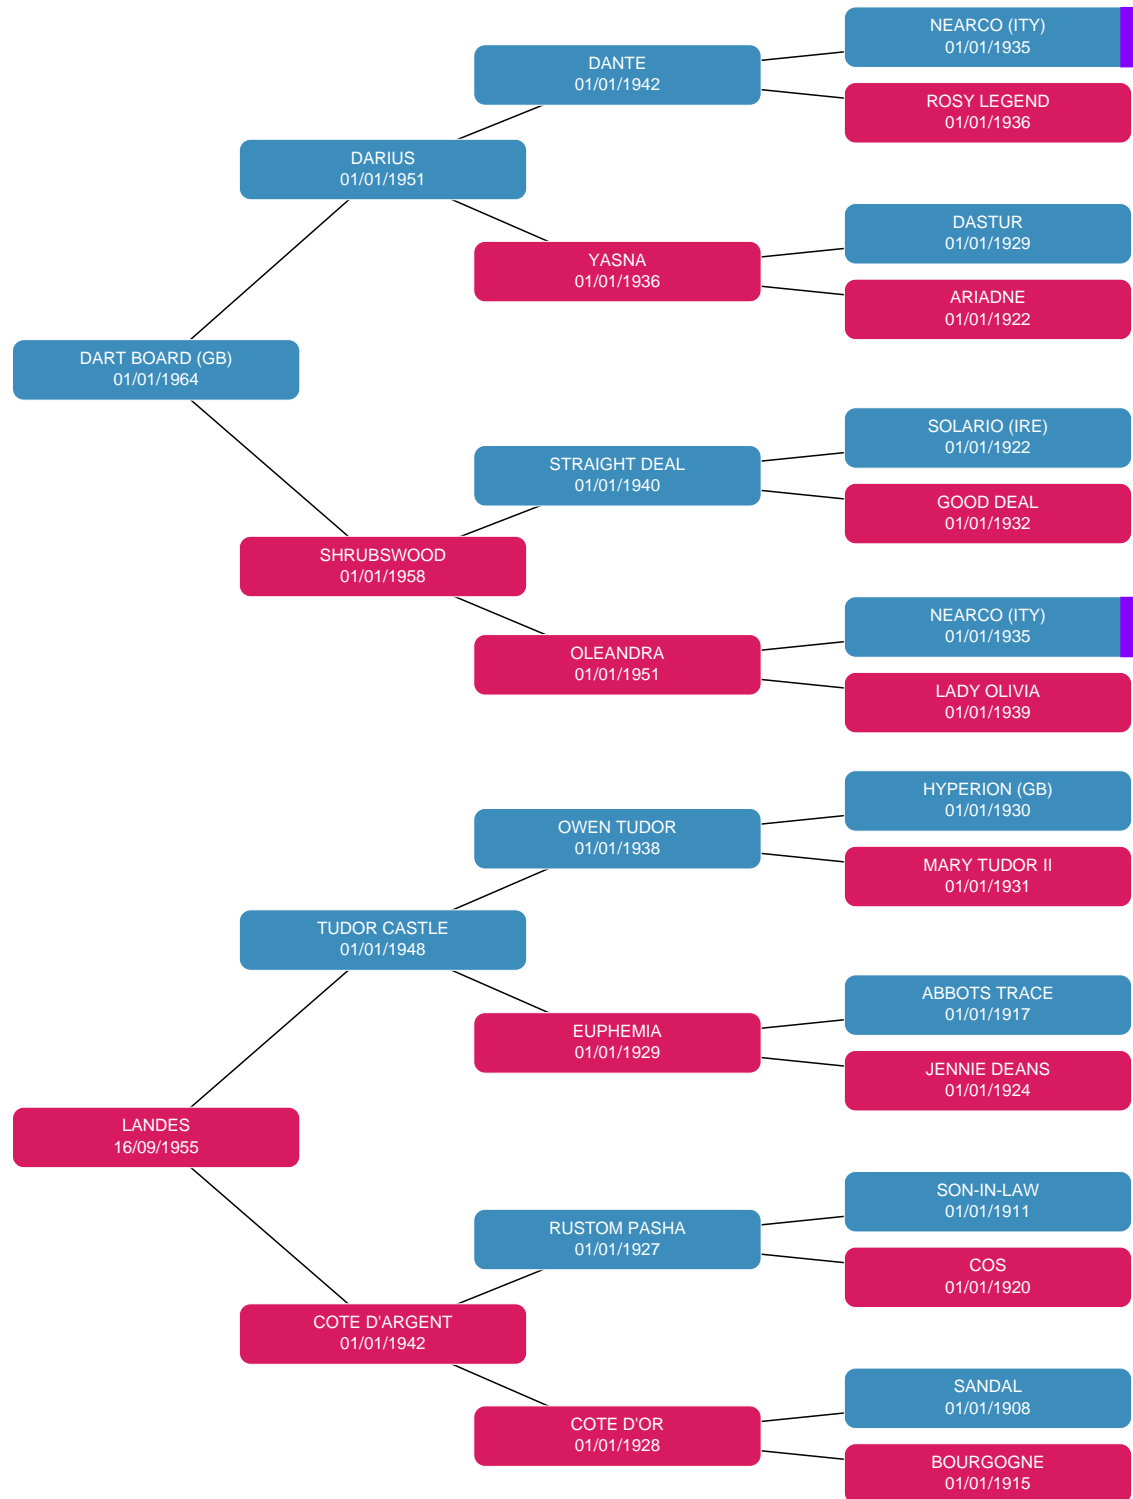 NEARCO (ITY)
01/01/1935
DANTE
01/01/1942
ROSY LEGEND
01/01/1936
DARIUS
01/01/1951
DASTUR
01/01/1929
YASNA
01/01/1936
ARIADNE
01/01/1922
DART BOARD (GB)
01/01/1964
SOLARIO (IRE)
01/01/1922
STRAIGHT DEAL
01/01/1940
GOOD DEAL
01/01/1932
SHRUBSWOOD
01/01/1958
NEARCO (ITY)
01/01/1935
OLEANDRA
01/01/1951
LADY OLIVIA
01/01/1939
HYPERION (GB)
01/01/1930
OWEN TUDOR
01/01/1938
MARY TUDOR II
01/01/1931
TUDOR CASTLE
01/01/1948
ABBOTS TRACE
01/01/1917
EUPHEMIA
01/01/1929
JENNIE DEANS
01/01/1924
LANDES
16/09/1955
SON-IN-LAW
01/01/1911
RUSTOM PASHA
01/01/1927
COS
01/01/1920
COTE D'ARGENT
01/01/1942
SANDAL
01/01/1908
COTE D'OR
01/01/1928
BOURGOGNE
01/01/1915